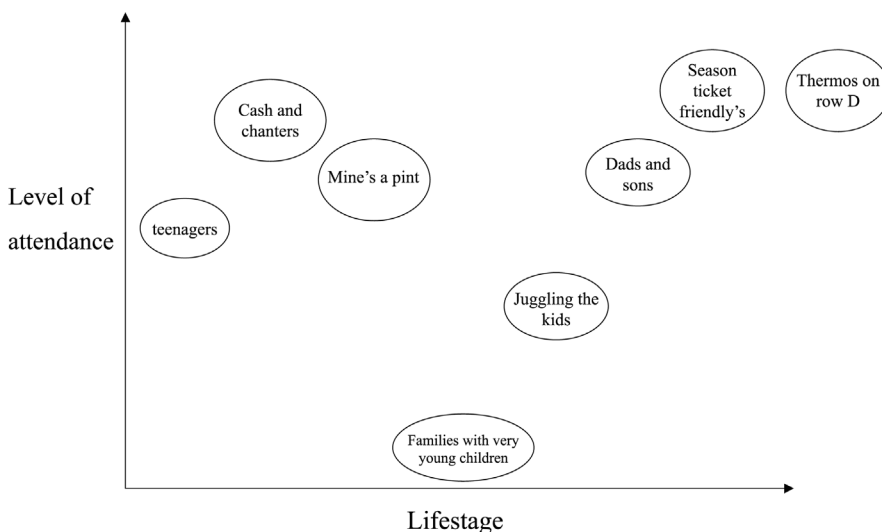 Season
ticket
friendly's
Thermos on
row D
Cash and
chanters
Mine's a pint
Dads and
sons
Level of
attendance
teenagers
Juggling the
kids
Families with very
young children
Lifestage